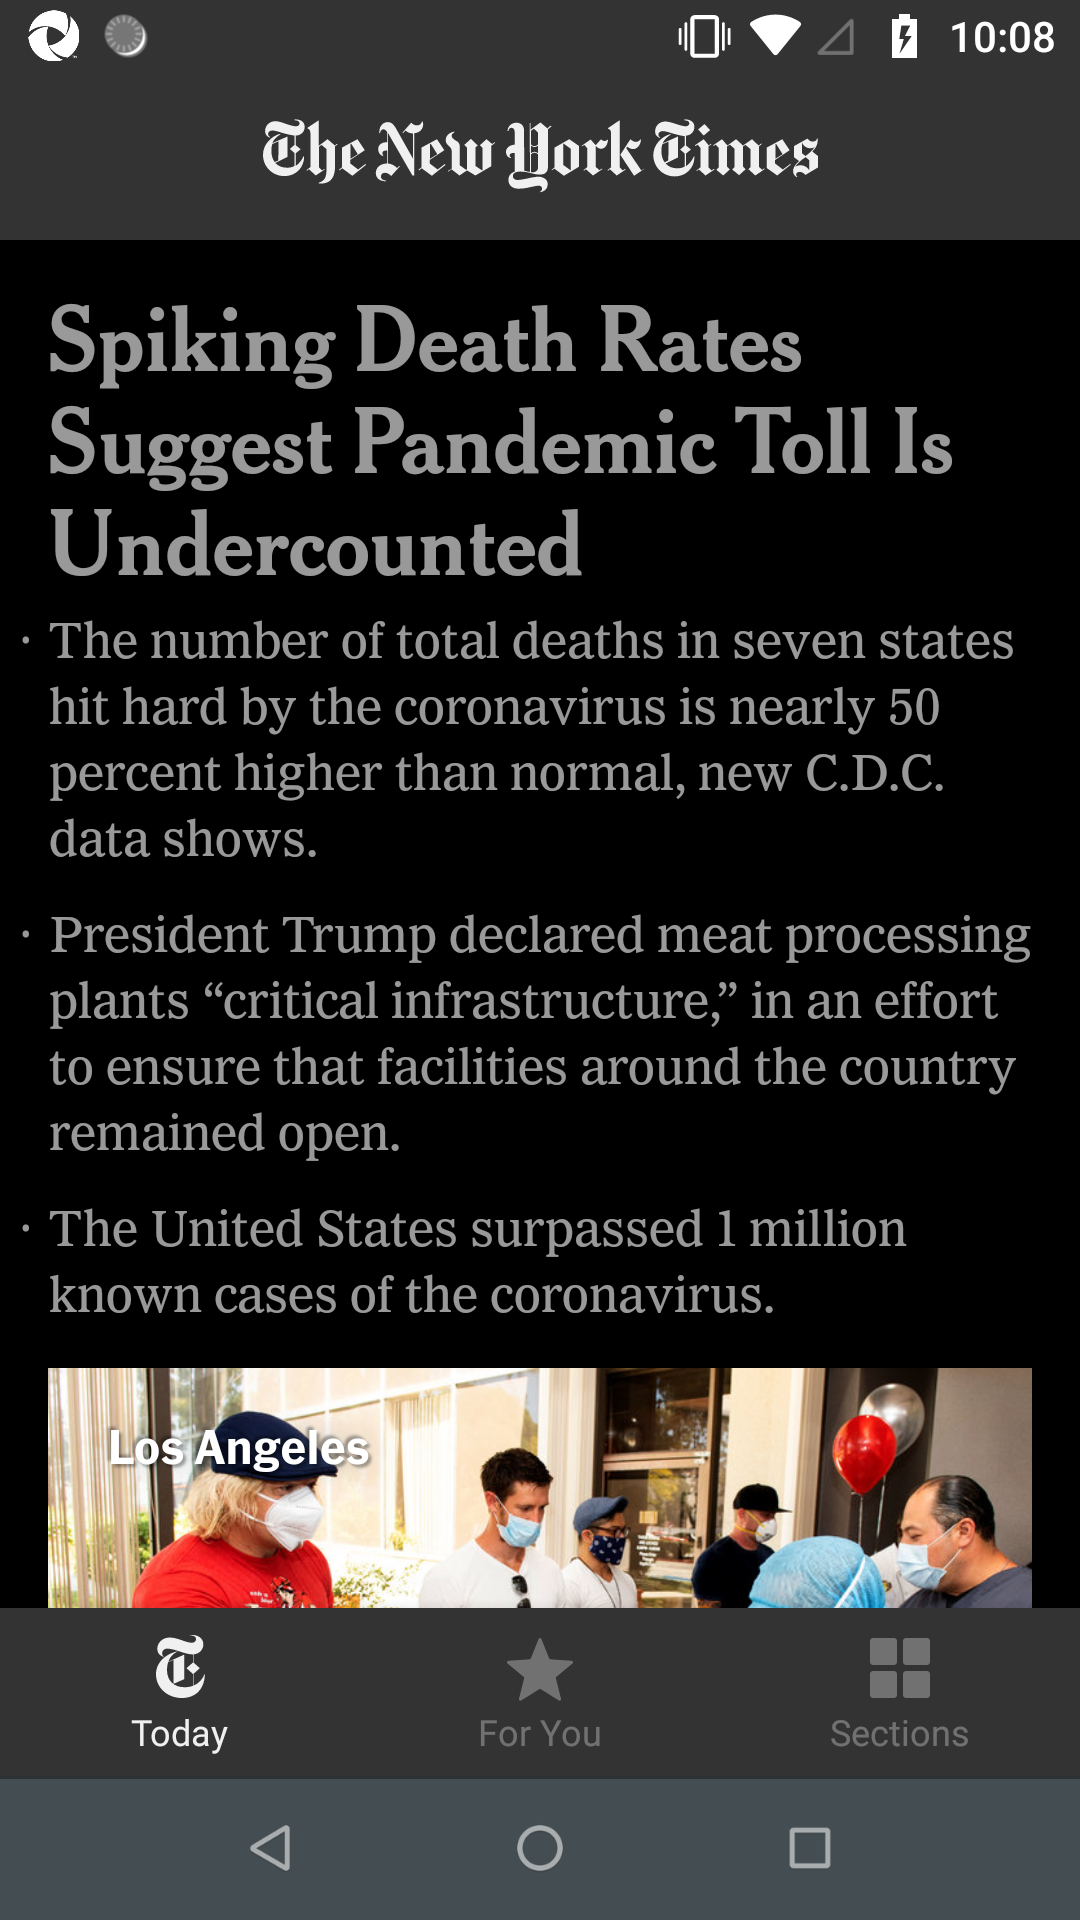 10:08
The New York Times
Spiking Death Rates
Suggest Pandemic Toll Is
Undercounted
· The number of total deaths in seven states
hit hard by the coronavirus is nearly 50
percent higher than normal, new C.D.C.
data shows.
· President Trump declared meat processing
plants “critical infrastructure,” in an effort
to ensure that facilities around the country
remained open.
· The United States surpassed 1 million
known cases of the coronavirus.
Los Angeles
Today
For You
Sections